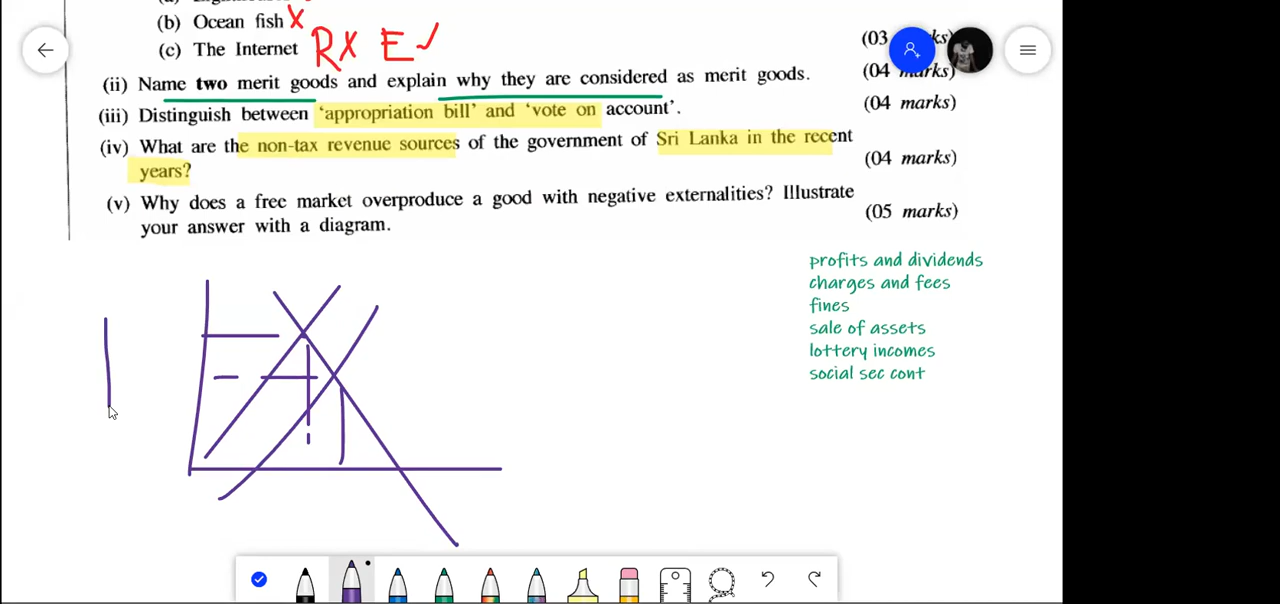 (b) Ocean fish X
(c) The Internet RX E✓
(03
(ii) Name two merit goods and explain why they are considered as merit goods. (04 marks)
(iii) Distinguish between 'appropriation bill' and 'vote on account'. (04 marks)
(iv) What are the non-tax revenue sources of the government of Sri Lanka in the recent
years? (04 marks)
(v) Why does a free market overproduce a good with negative externalities? Illustrate
your answer with a diagram. (05 marks)
profits and dividends
charges and fees
fines
sale of assets
lottery incomes
social sec cont